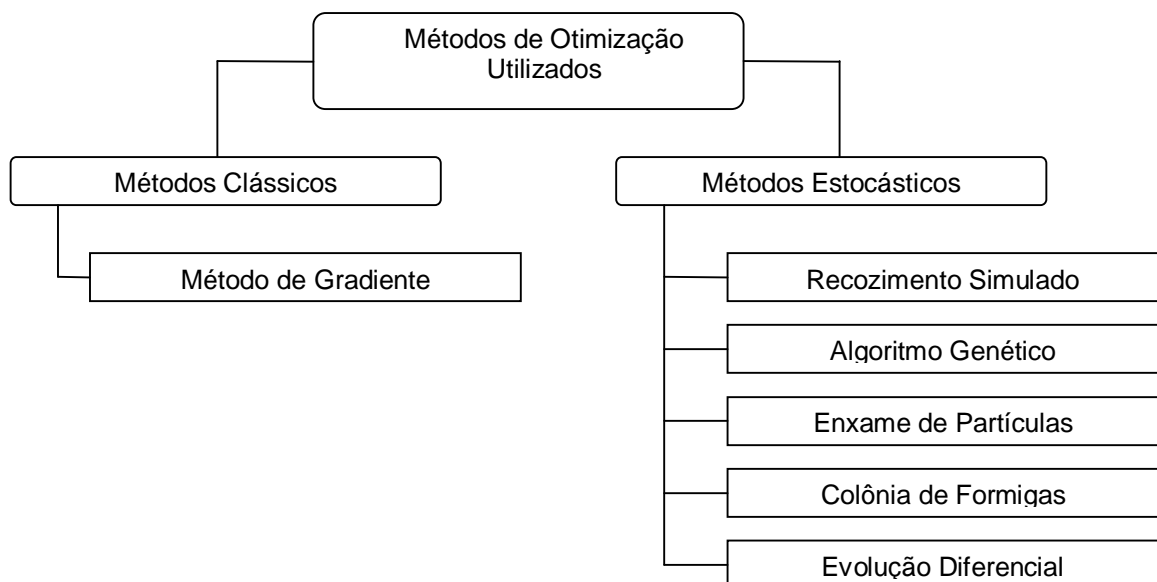 Métodos de Otimização
Utilizados
Métodos Clássicos
Métodos Estocásticos
Método de Gradiente
Recozimento Simulado
Algoritmo Genético
Enxame de Partículas
Colônia de Formigas
Evolução Diferencial